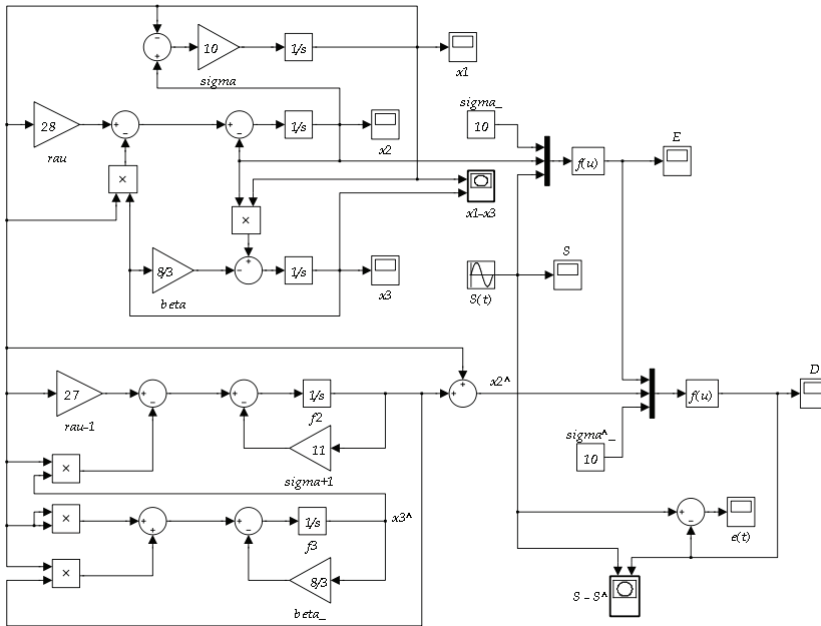 10
sigma
1/s
x1
28
rau
1/s
x2
sigma_
10
f(u)
E
×
x1-x3
×
8/3
beta
1/s
x3
S(t)
S
27
rau-1
1/s
f2
x2^
f(u)
D
11
sigma+1
sigma^_
10
×
×
1/s
f3
x3^
×
8/3
beta_
e(t)
S - S^